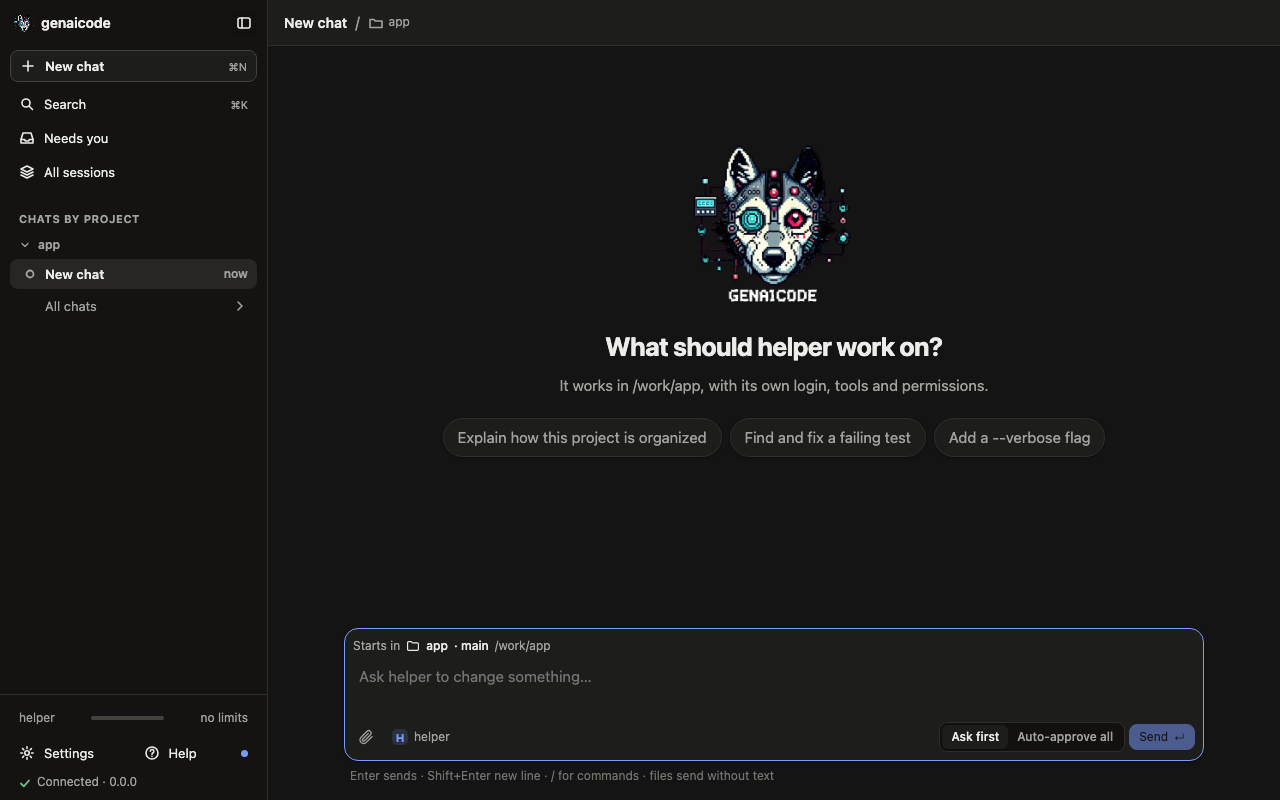 genaicode
New chat ⌘N
Search ⌘K
Needs you
All sessions
CHATS BY PROJECT
app
New chat now
All chats
helper no limits
Settings Help
Connected · 0.0.0
New chat / app
GENAICODE
What should helper work on?
It works in /work/app, with its own login, tools and permissions.
Explain how this project is organized Find and fix a failing test Add a --verbose flag
Starts in app · main /work/app
Ask helper to change something...
H helper Ask first Auto-approve all Send ↵
Enter sends · Shift+Enter new line · / for commands · files send without text